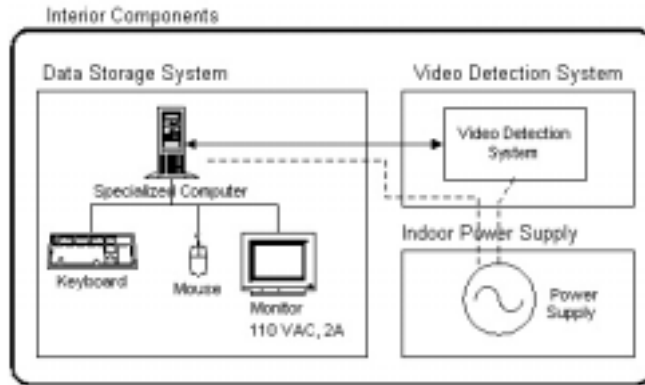 Interior Components
Data Storage System
Specialized Computer
Keyboard
Mouse
Monitor
110 VAC, 2A
Video Detection System
Video Detection
System
Indoor Power Supply
Power
Supply